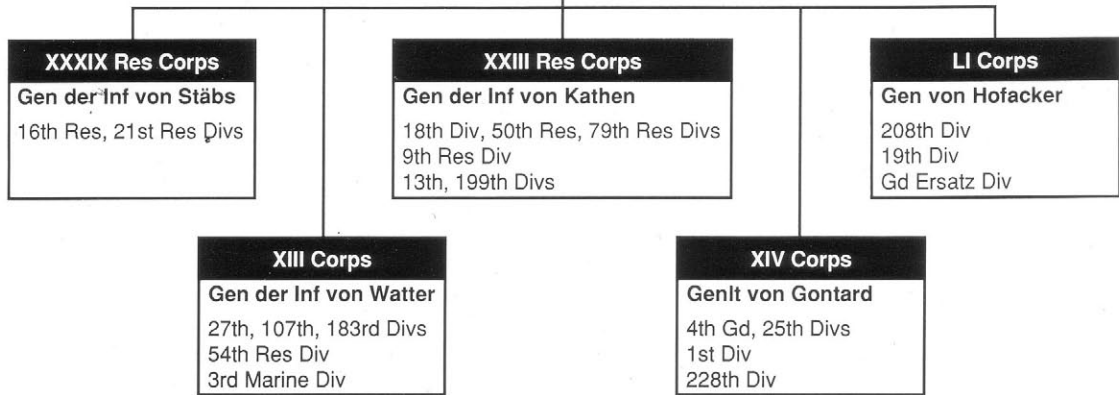 XXXIX Res Corps
Gen der Inf von Stäbs
16th Res, 21st Res Divs
XXIII Res Corps
Gen der Inf von Kathen
18th Div, 50th Res, 79th Res Divs
9th Res Div
13th, 199th Divs
LI Corps
Gen von Hofacker
208th Div
19th Div
Gd Ersatz Div
XIII Corps
Gen der Inf von Watter
27th, 107th, 183rd Divs
54th Res Div
3rd Marine Div
XIV Corps
Genlt von Gontard
4th Gd, 25th Divs
1st Div
228th Div